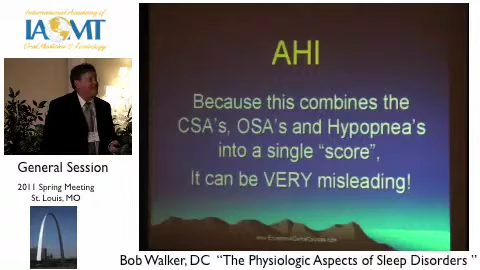 International Academy of
IAOMT
Oral Medicine & Toxicology
General Session
2011 Spring Meeting
St. Louis, MO
AHI
Because this combines the
CSA's, OSA's and Hypopnea's
into a single "score",
It can be VERY misleading!
Bob Walker, DC "The Physiologic Aspects of Sleep Disorders "